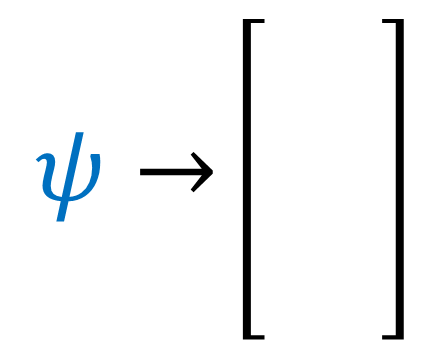 ψ → [ ]